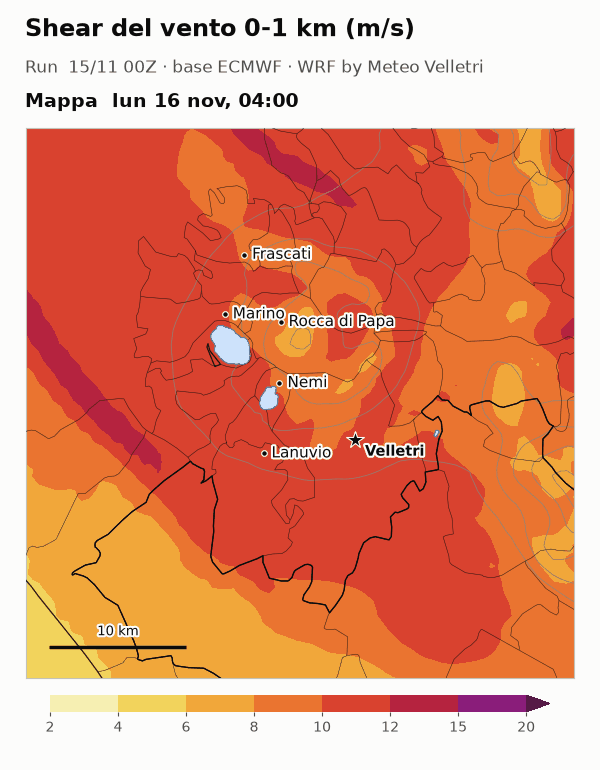 Shear del vento 0-1 km (m/s)
Run  15/11 00Z · base ECMWF · WRF by Meteo Velletri
Mappa  lun 16 nov, 04:00
Frascati
Marino
Rocca di Papa
Nemi
Velletri
Lanuvio
10 km
2 4 6 8 10 12 15 20